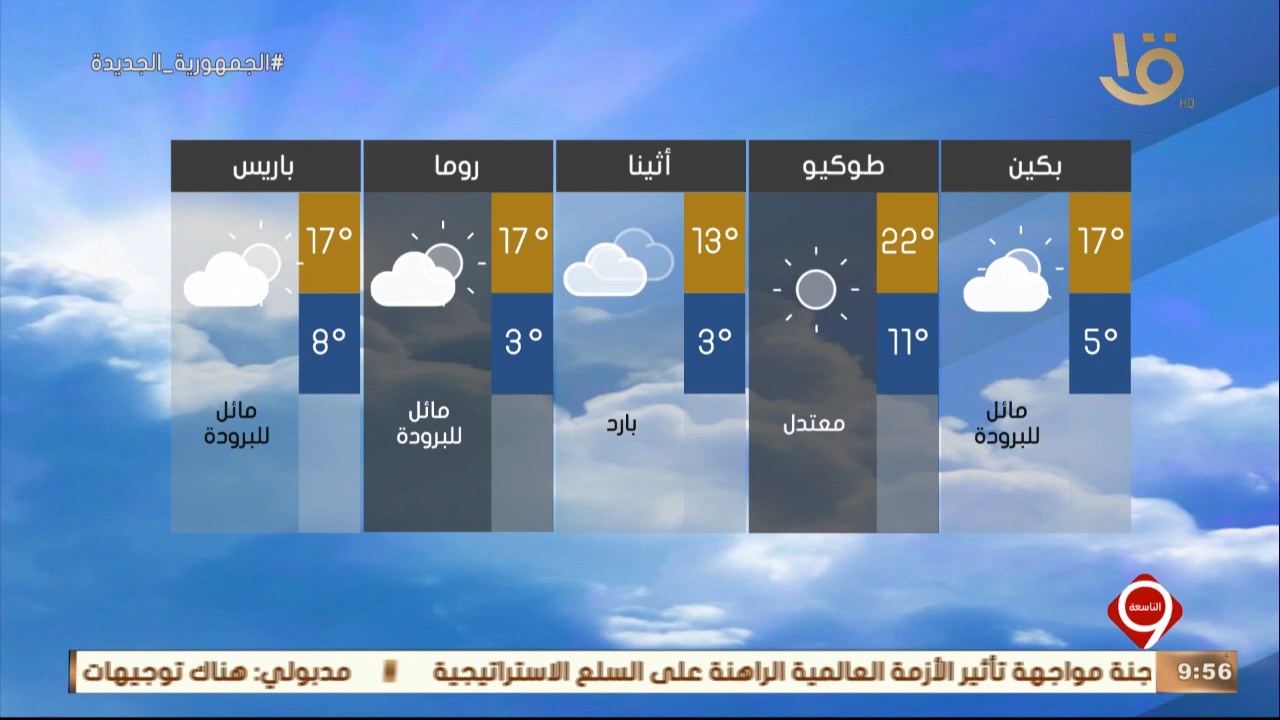 #الجمهورية_الجديدة
HD
بكين
17°
5°
مائل
للبرودة
طوكيو
22°
11°
معتدل
أثينا
13°
3°
بارد
روما
17°
3°
مائل
للبرودة
باريس
17°
8°
مائل
للبرودة
التاسعة
9
9:56
جنة مواجهة تأثير الأزمة العالمية الراهنة على السلع الاستراتيجية
مدبولي: هناك توجيهات